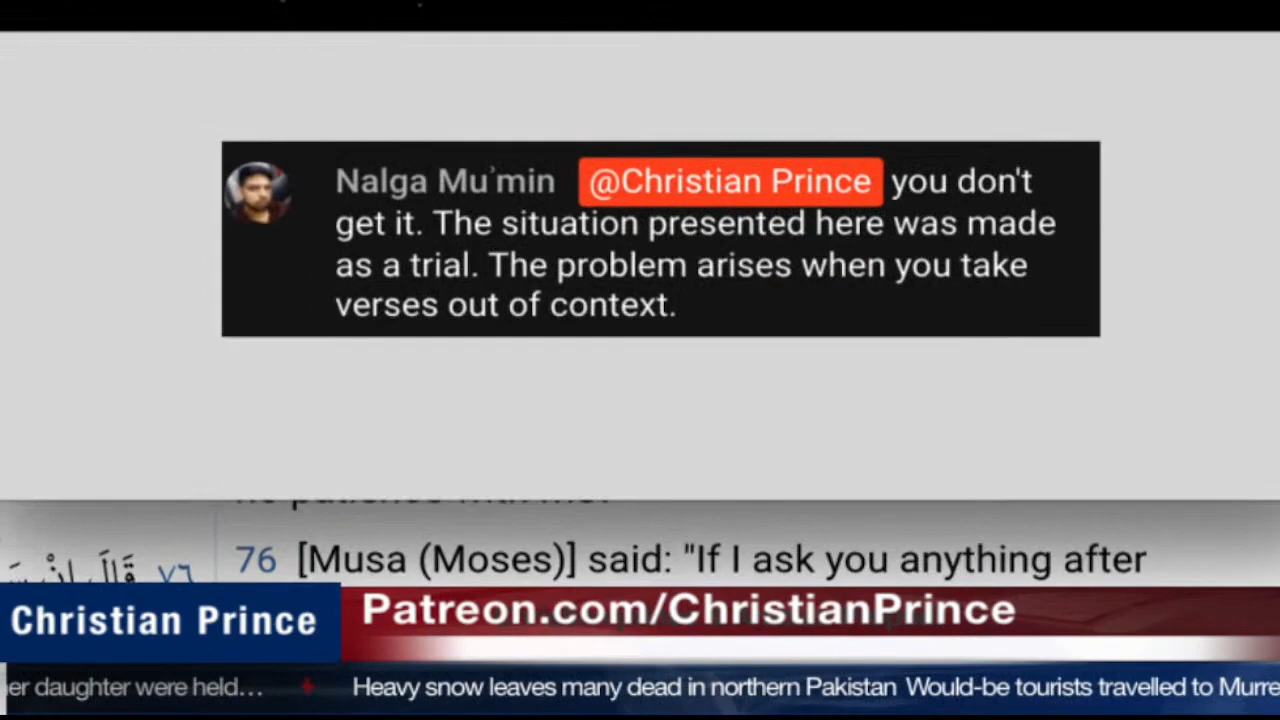 Nalga Mu'min @Christian Prince you don't
get it. The situation presented here was made
as a trial. The problem arises when you take
verses out of context.
76 [Musa (Moses)] said: "If I ask you anything after
٧٦ قَالَ إِنْ
Christian Prince
Patreon.com/ChristianPrince
er daughter were held… Heavy snow leaves many dead in northern Pakistan Would-be tourists travelled to Murre